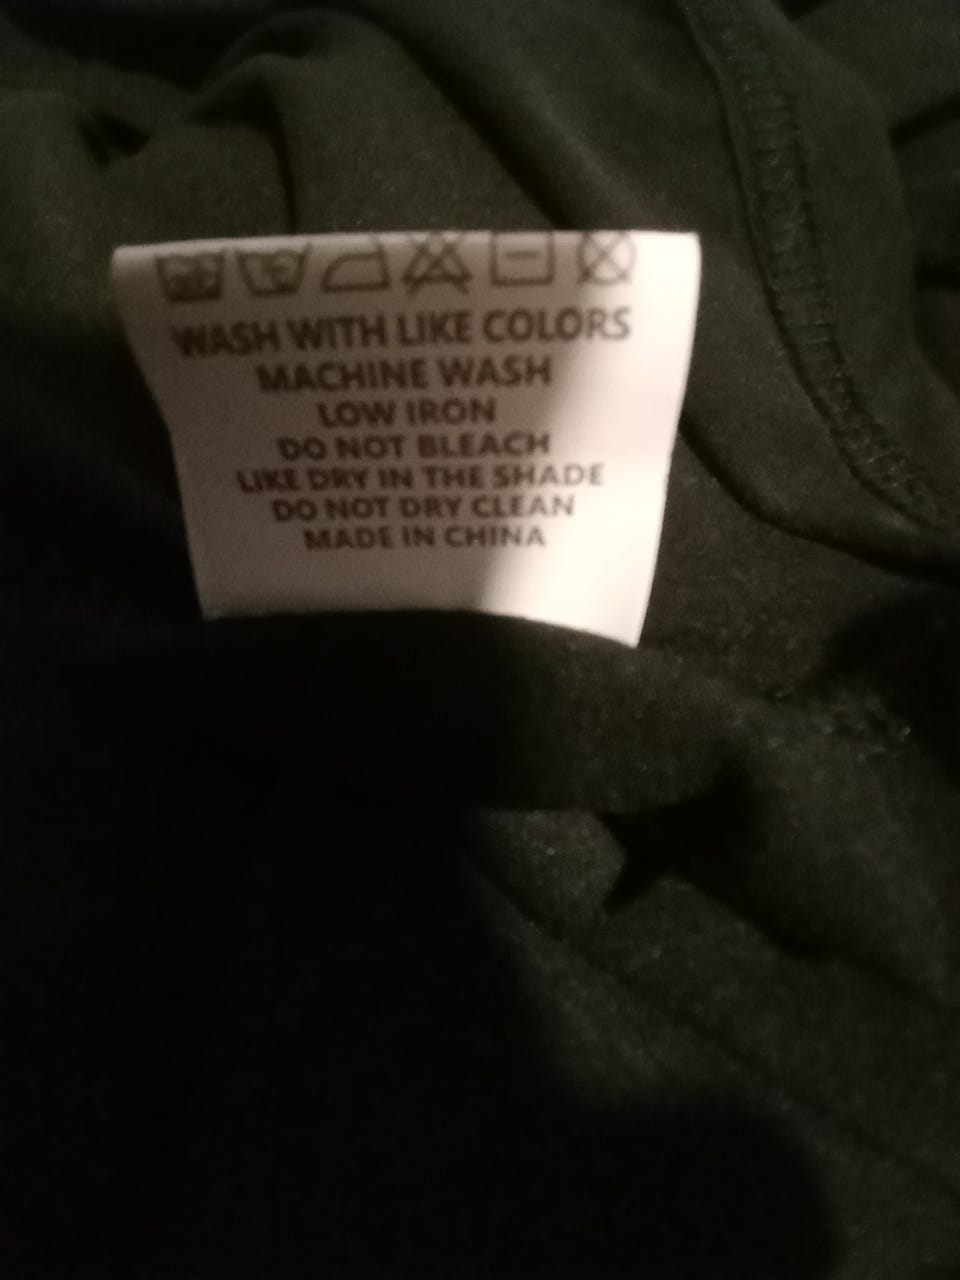 WASH WITH LIKE COLORS
MACHINE WASH
LOW IRON
DO NOT BLEACH
LIKE DRY IN THE SHADE
DO NOT DRY CLEAN
MADE IN CHINA